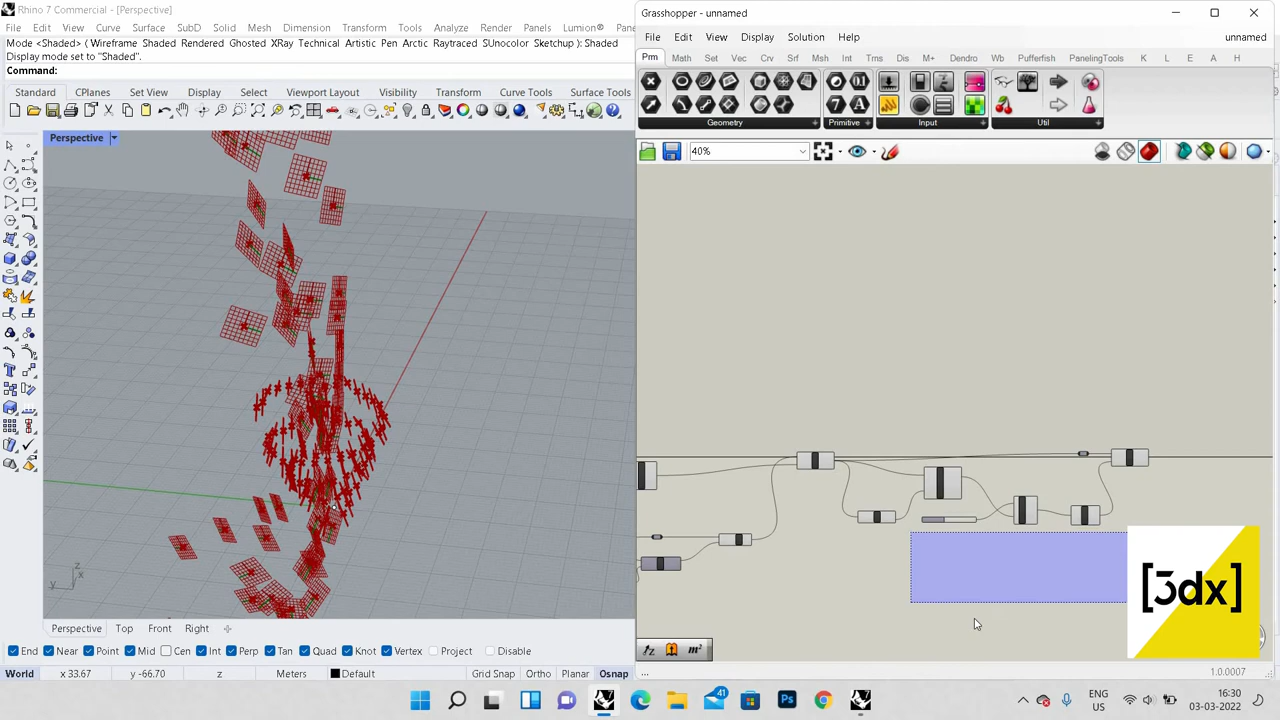 Rhino 7 Commercial - [Perspective]
File Edit View Curve Surface SubD Solid Mesh Dimension Transform Tools Analyze Render Panels Lumion® Pan
Mode <Shaded> ( Wireframe Shaded Rendered Ghosted XRay Technical Artistic Pen Arctic Raytraced SUnocolor Sketchup ): Shaded
Display mode set to "Shaded".
Command:
Standard CPlanes Set View Display Select Viewport Layout Visibility Transform Curve Tools Surface Tools
Perspective
z
y x
Perspective Top Front Right
End Near Point Mid Cen Int Perp Tan Quad Knot Vertex Project Disable
World x 33.67 y -66.70 z Meters Default Grid Snap Ortho Planar Osnap
Grasshopper - unnamed
File Edit View Display Solution Help unnamed
Prm Math Set Vec Crv Srf Msh Int Trns Dis M+ Dendro Wb Pufferfish PanelingTools K L E A H
Geometry Primitive Input Util
40%
[3dx]
...
1.0.0007
41
ENG
US
16:30
03-03-2022